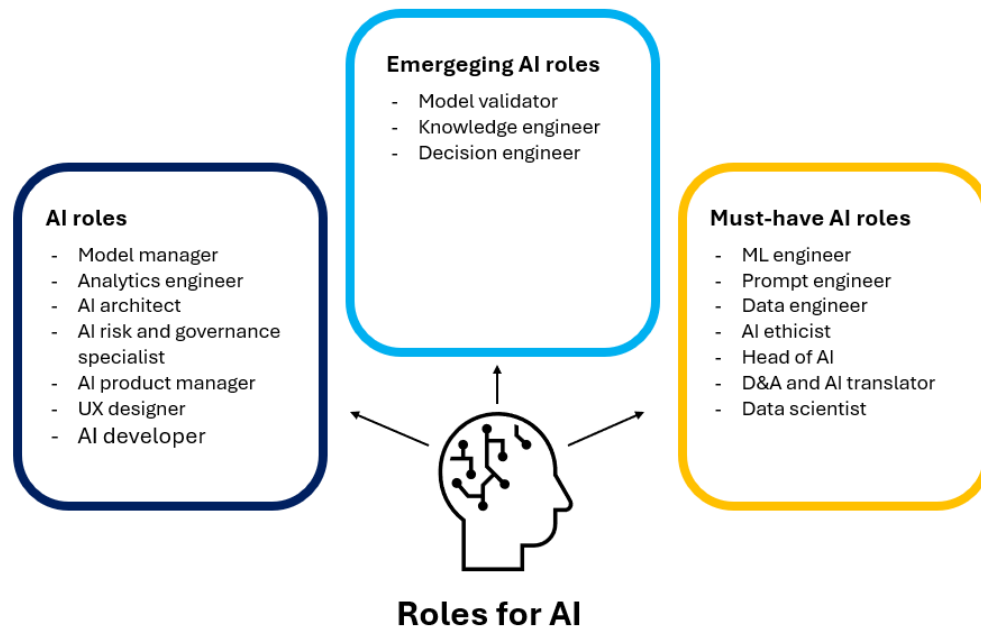 Emergeging AI roles
- Model validator
- Knowledge engineer
- Decision engineer
AI roles
- Model manager
- Analytics engineer
- AI architect
- AI risk and governance
specialist
- AI product manager
- UX designer
- AI developer
Must-have AI roles
- ML engineer
- Prompt engineer
- Data engineer
- AI ethicist
- Head of AI
- D&A and AI translator
- Data scientist
Roles for AI